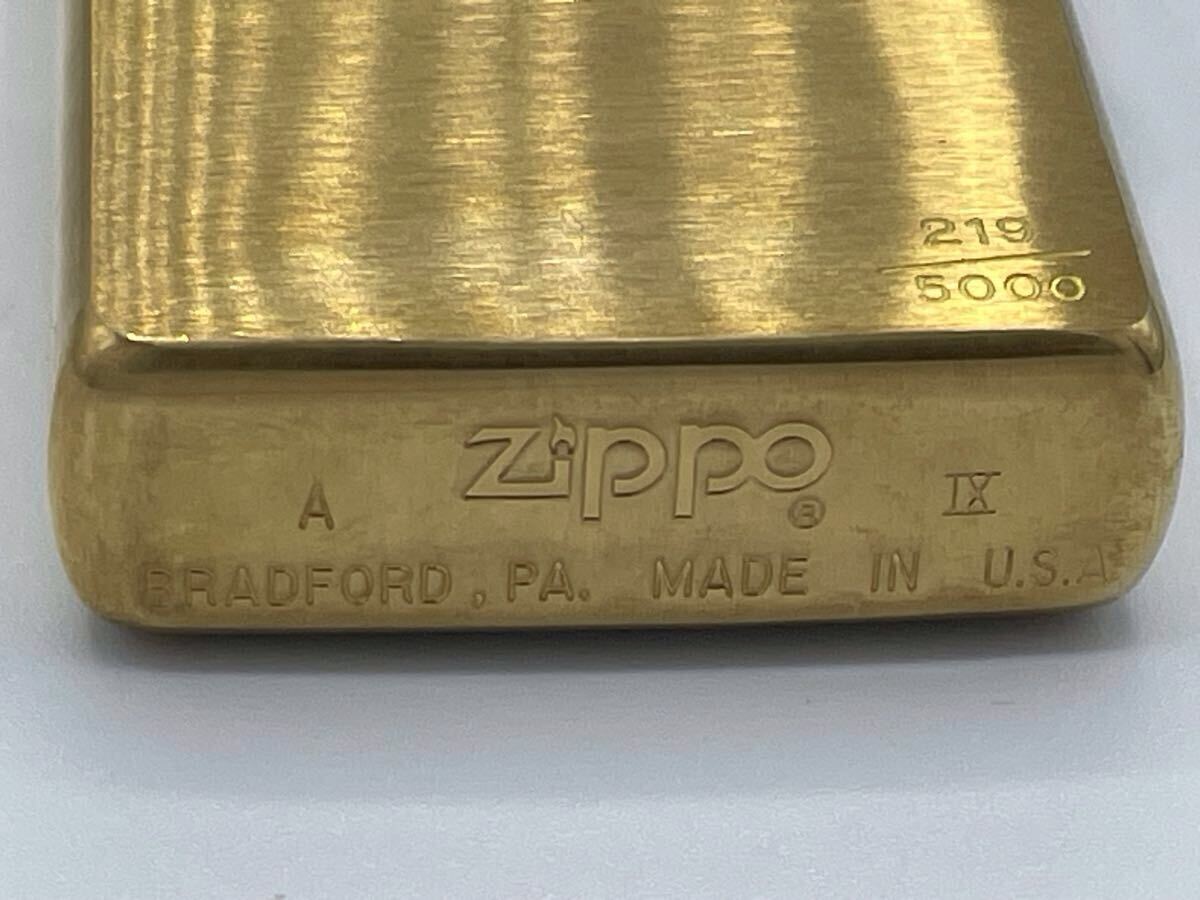 219
5000
Zippo
®
A IX
BRADFORD, PA. MADE IN U.S.A